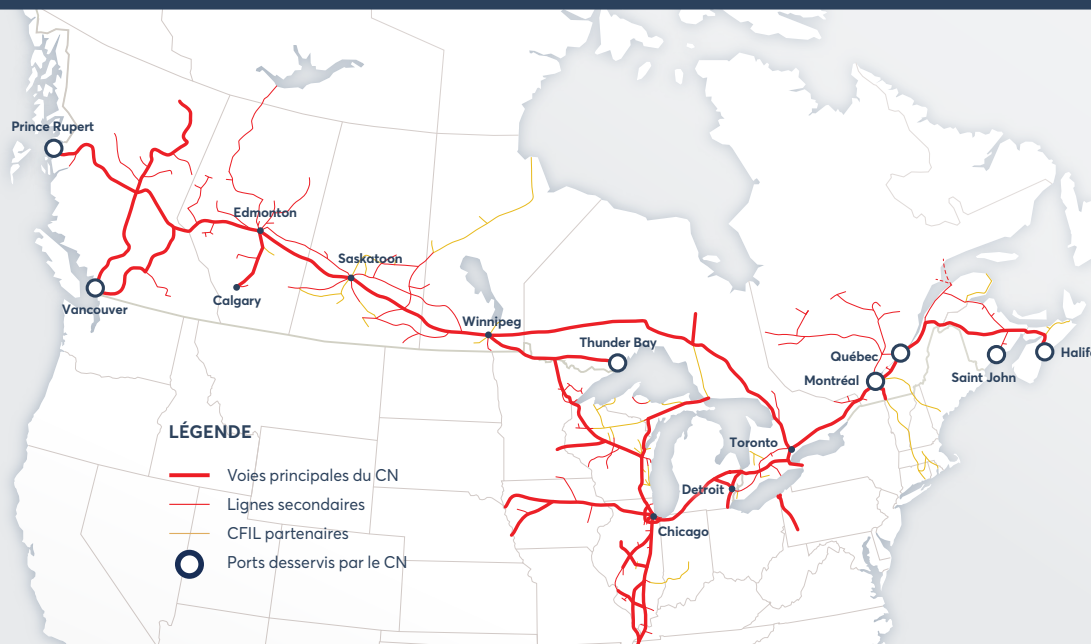 Prince Rupert
Edmonton
Saskatoon
Calgary
Vancouver
Winnipeg
Thunder Bay
Québec
Halif
Montréal
Saint John
Toronto
Detroit
Chicago
LÉGENDE
Voies principales du CN
Lignes secondaires
CFIL partenaires
Ports desservis par le CN